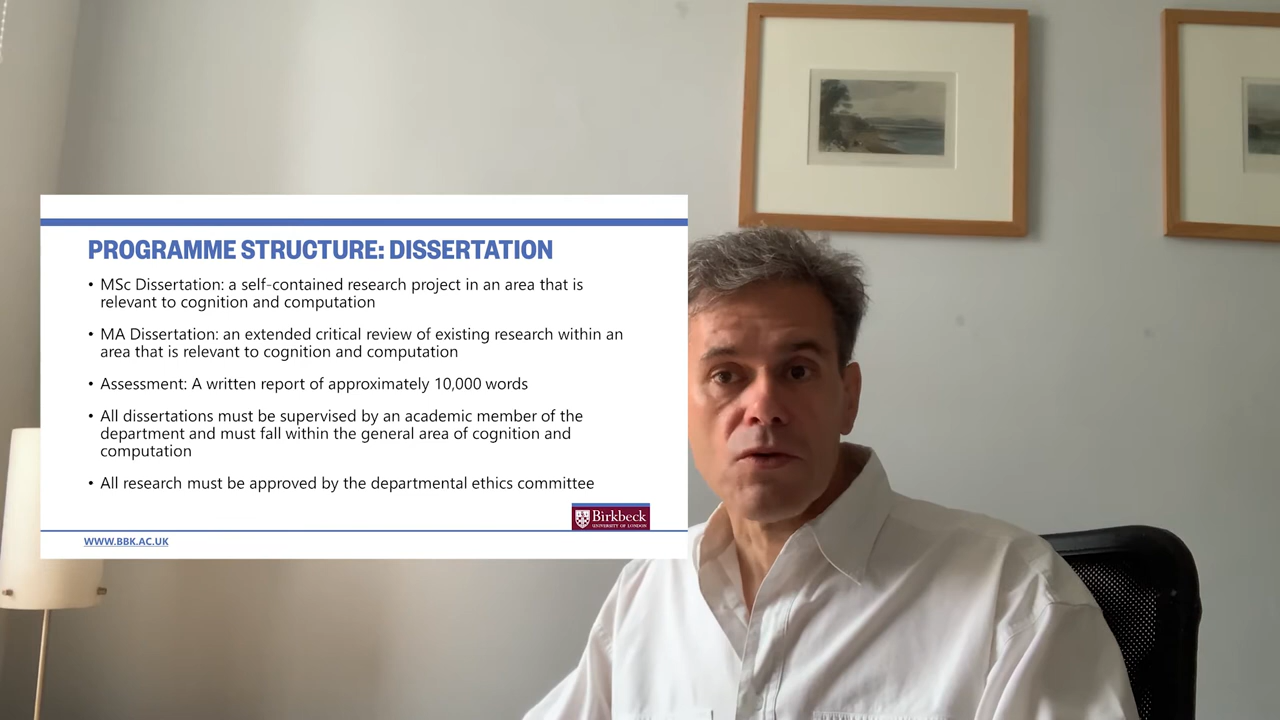 PROGRAMME STRUCTURE: DISSERTATION
• MSc Dissertation: a self-contained research project in an area that is
relevant to cognition and computation
• MA Dissertation: an extended critical review of existing research within an
area that is relevant to cognition and computation
• Assessment: A written report of approximately 10,000 words
• All dissertations must be supervised by an academic member of the
department and must fall within the general area of cognition and
computation
• All research must be approved by the departmental ethics committee
Birkbeck
UNIVERSITY OF LONDON
WWW.BBK.AC.UK